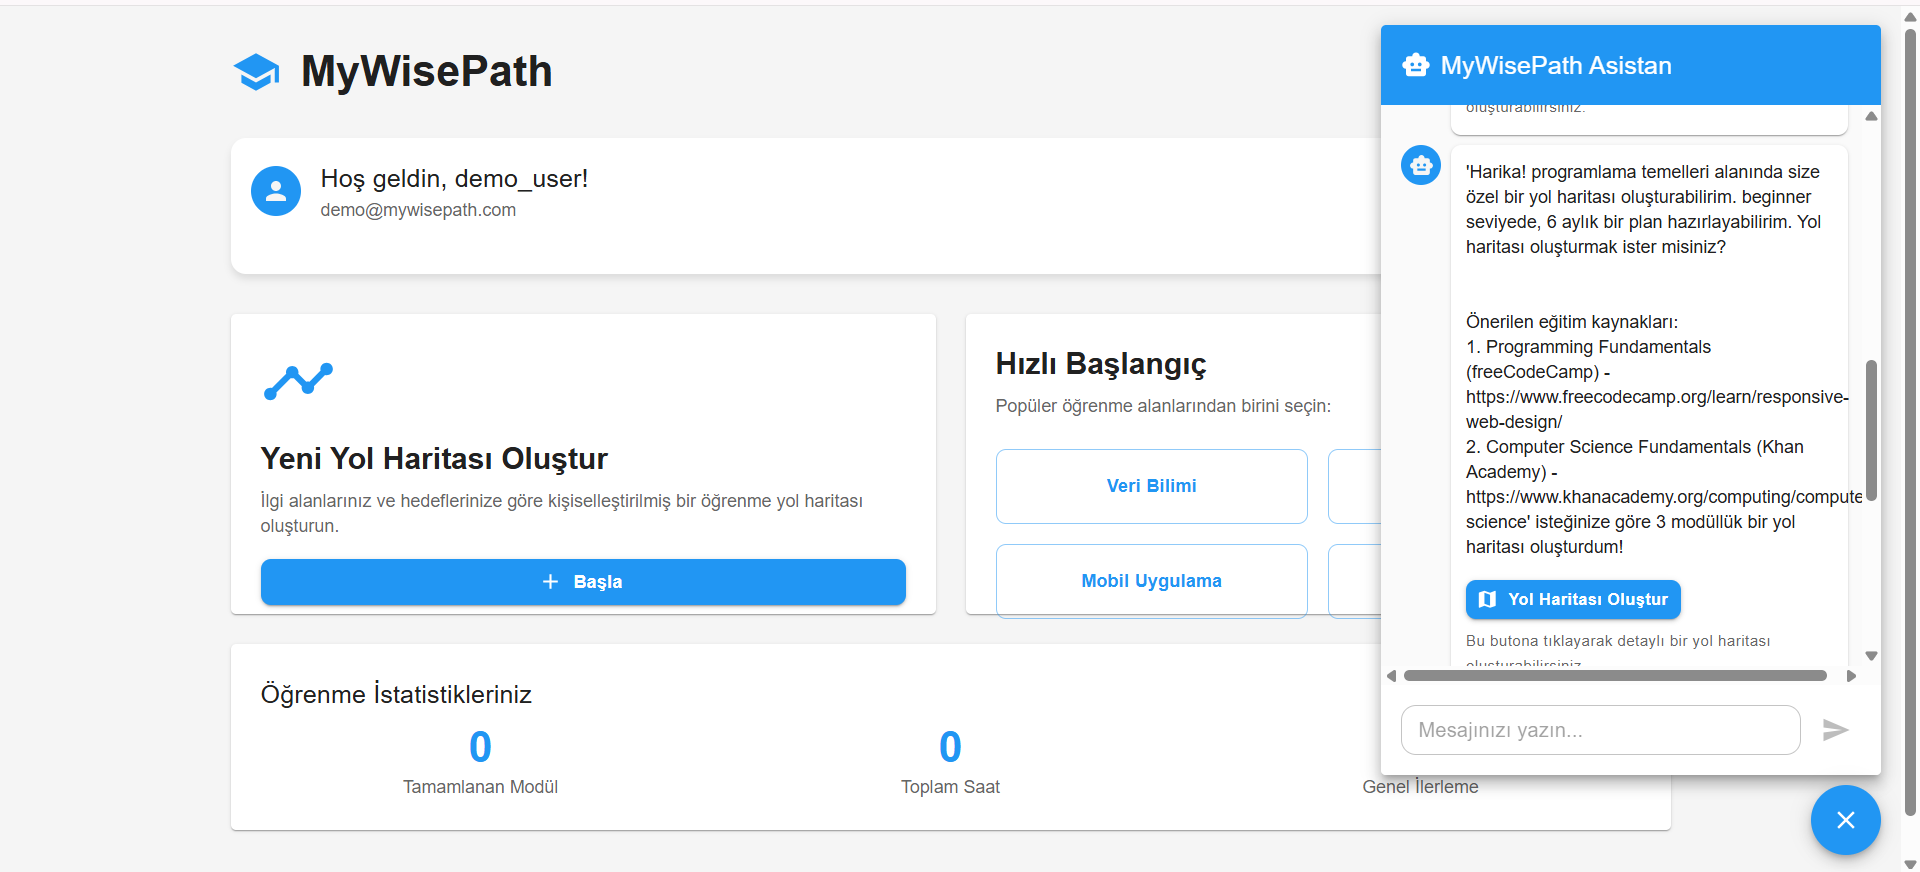 MyWisePath
Hoş geldin, demo_user!
demo@mywisepath.com
Yeni Yol Haritası Oluştur
İlgi alanlarınız ve hedeflerinize göre kişiselleştirilmiş bir öğrenme yol haritası
oluşturun.
Başla
Hızlı Başlangıç
Popüler öğrenme alanlarından birini seçin:
Veri Bilimi
Mobil Uygulama
Öğrenme İstatistikleriniz
0
Tamamlanan Modül
0
Toplam Saat
Genel İlerleme
MyWisePath Asistan
oluşturabilirsiniz.
'Harika! programlama temelleri alanında size
özel bir yol haritası oluşturabilirim. beginner
seviyede, 6 aylık bir plan hazırlayabilirim. Yol
haritası oluşturmak ister misiniz?
Önerilen eğitim kaynakları:
1. Programming Fundamentals
(freeCodeCamp) -
https://www.freecodecamp.org/learn/responsive-
web-design/
2. Computer Science Fundamentals (Khan
Academy) -
https://www.khanacademy.org/computing/compute
science' isteğinize göre 3 modüllük bir yol
haritası oluşturdum!
Yol Haritası Oluştur
Bu butona tıklayarak detaylı bir yol haritası
oluşturabilirsiniz.
Mesajınızı yazın...